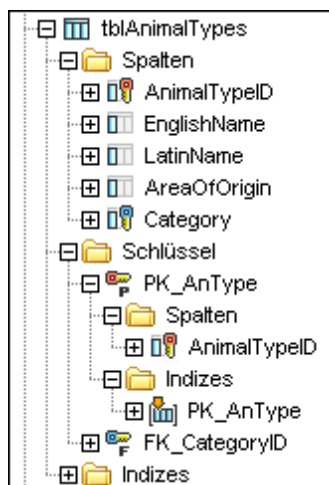 tblAnimalTypes
Spalten
AnimalTypeID
EnglishName
LatinName
AreaOfOrigin
Category
Schlüssel
PK_AnType
Spalten
AnimalTypeID
Indizes
PK_AnType
FK_CategoryID
Indizes